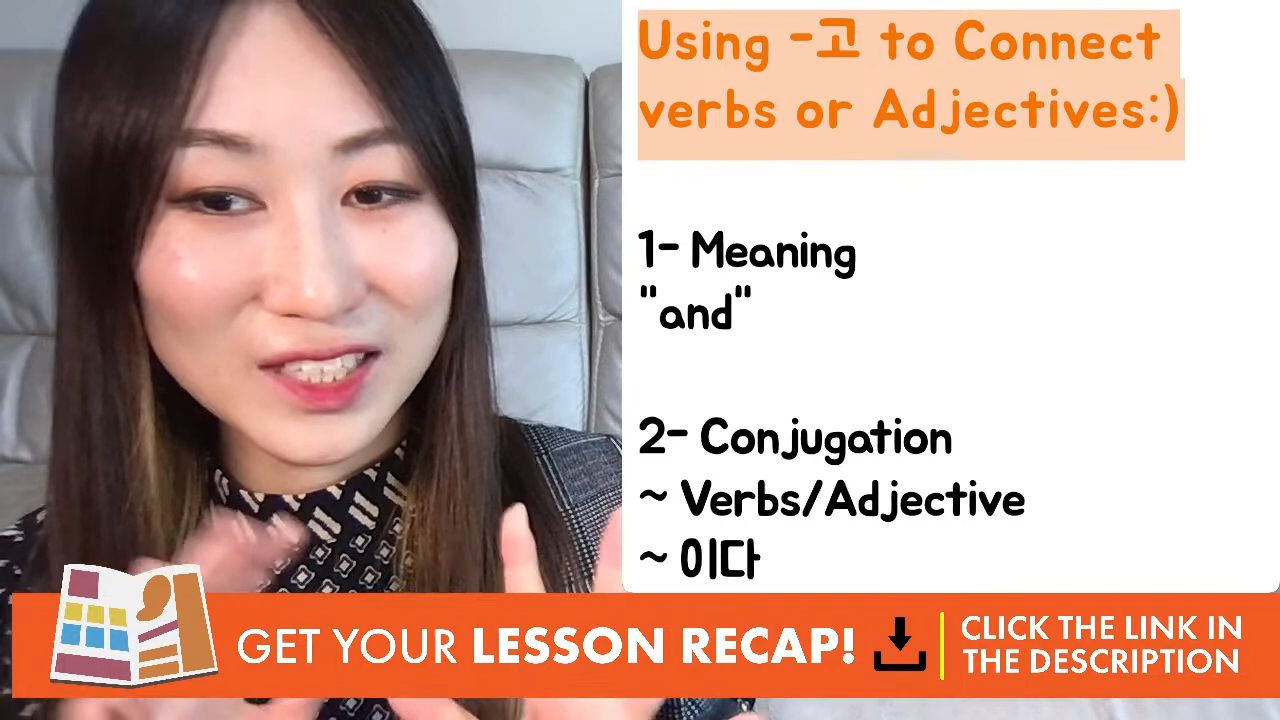 Using -고 to Connect
verbs or Adjectives:)
1- Meaning
"and"
2- Conjugation
~ Verbs/Adjective
~ 이다
GET YOUR LESSON RECAP!
CLICK THE LINK IN
THE DESCRIPTION